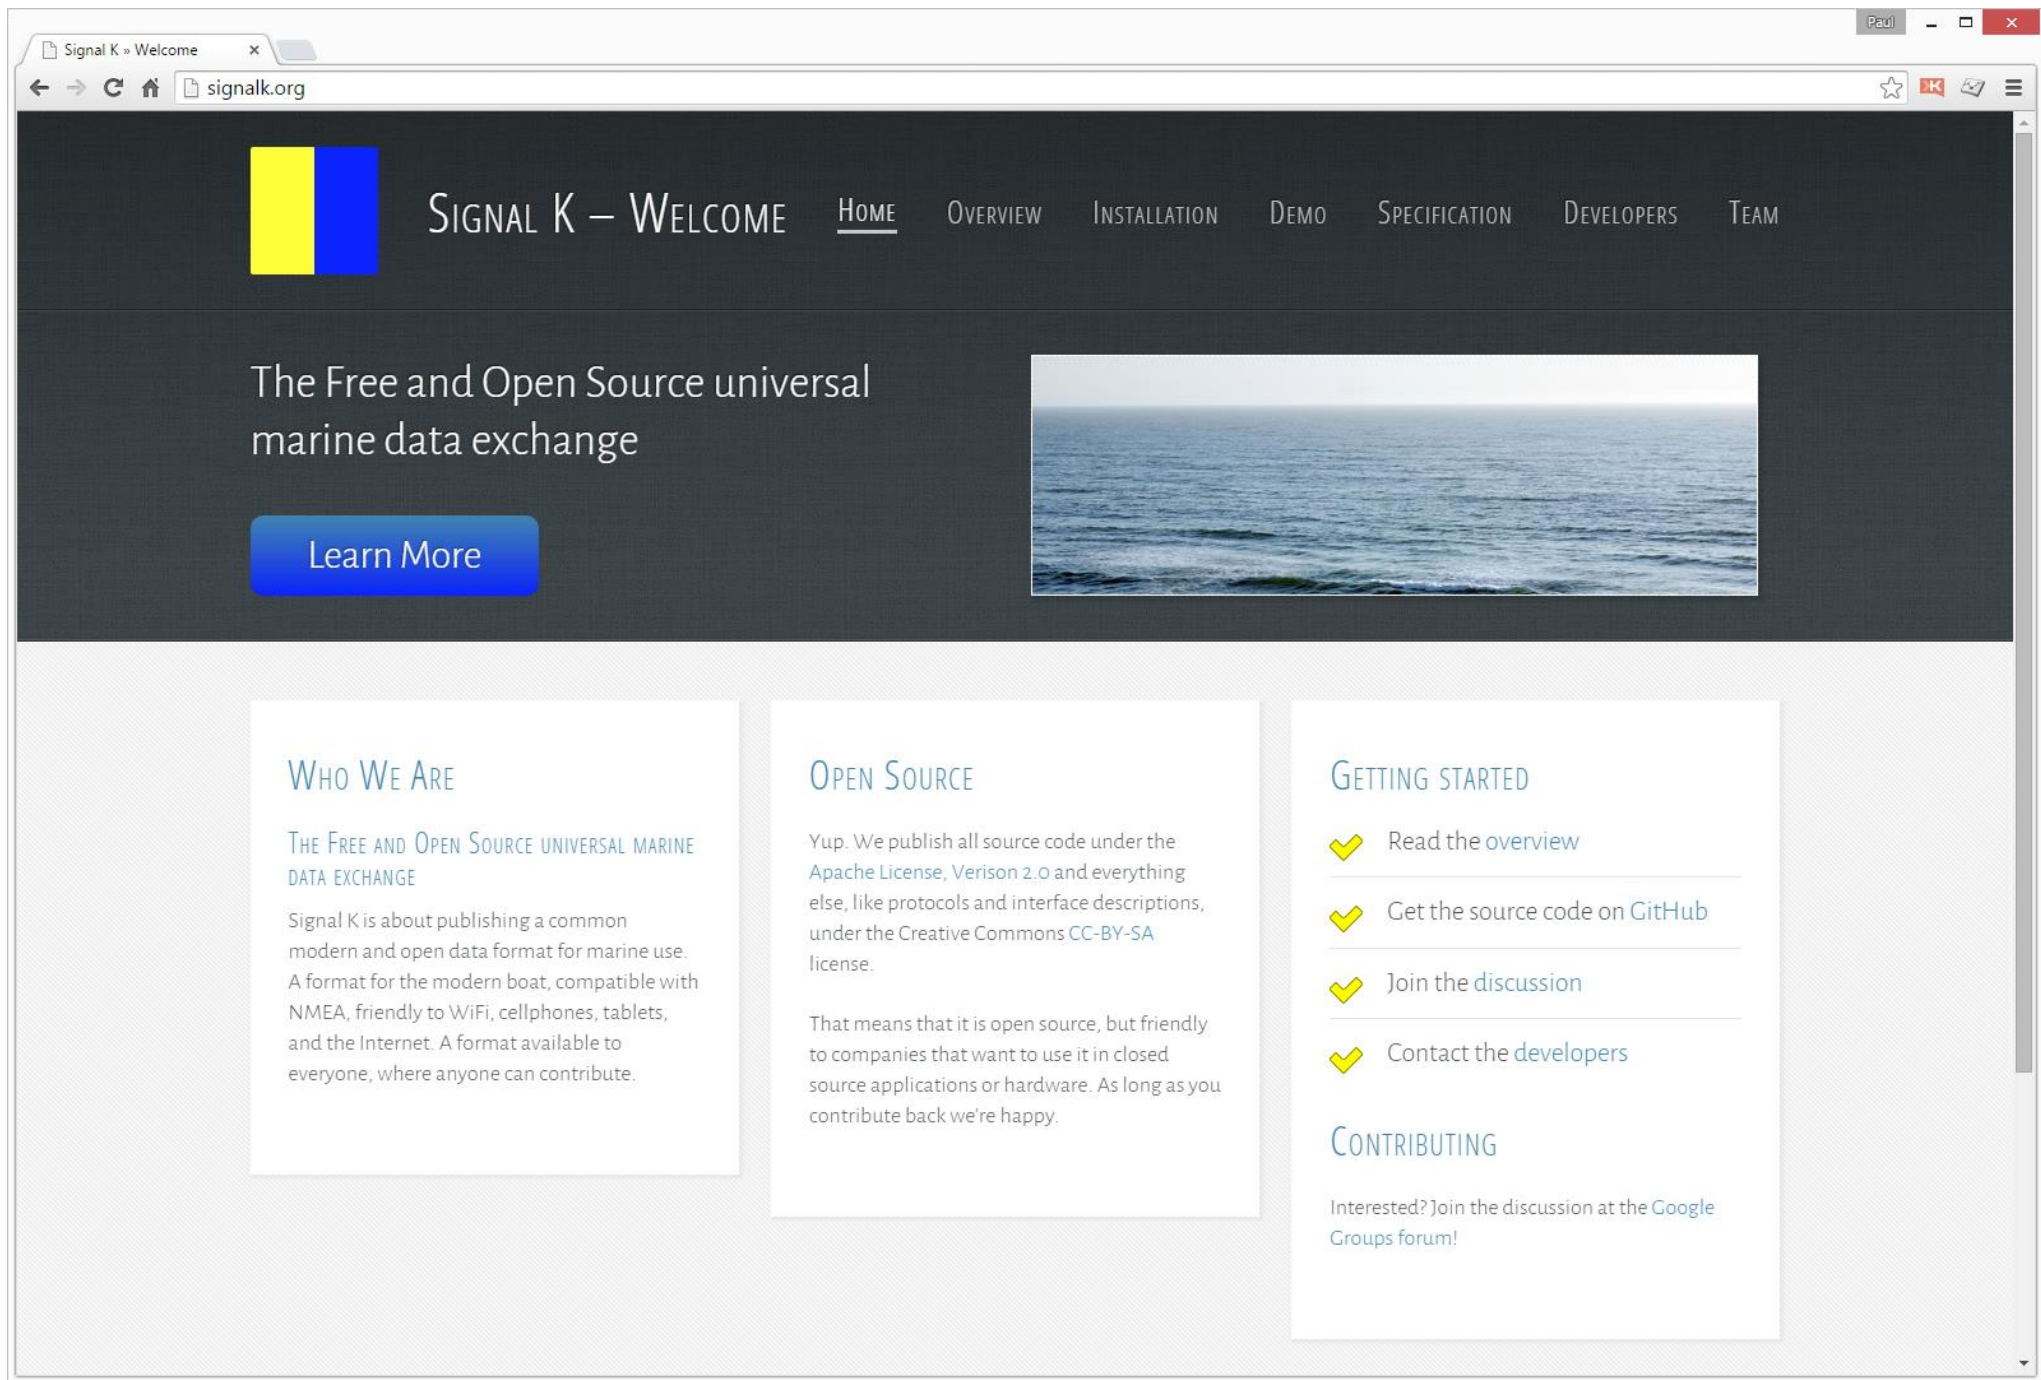 Paul
Signal K » Welcome
signalk.org
Signal K – Welcome
Home
Overview
Installation
Demo
Specification
Developers
Team
The Free and Open Source universal
marine data exchange
Learn More
Who We Are
The Free and Open Source universal marine
data exchange
Signal K is about publishing a common
modern and open data format for marine use.
A format for the modern boat, compatible with
NMEA, friendly to WiFi, cellphones, tablets,
and the Internet. A format available to
everyone, where anyone can contribute.
Open Source
Yup. We publish all source code under the
Apache License, Verison 2.0 and everything
else, like protocols and interface descriptions,
under the Creative Commons CC-BY-SA
license.
That means that it is open source, but friendly
to companies that want to use it in closed
source applications or hardware. As long as you
contribute back we're happy.
Getting started
Read the overview
Get the source code on GitHub
Join the discussion
Contact the developers
Contributing
Interested? Join the discussion at the Google
Groups forum!